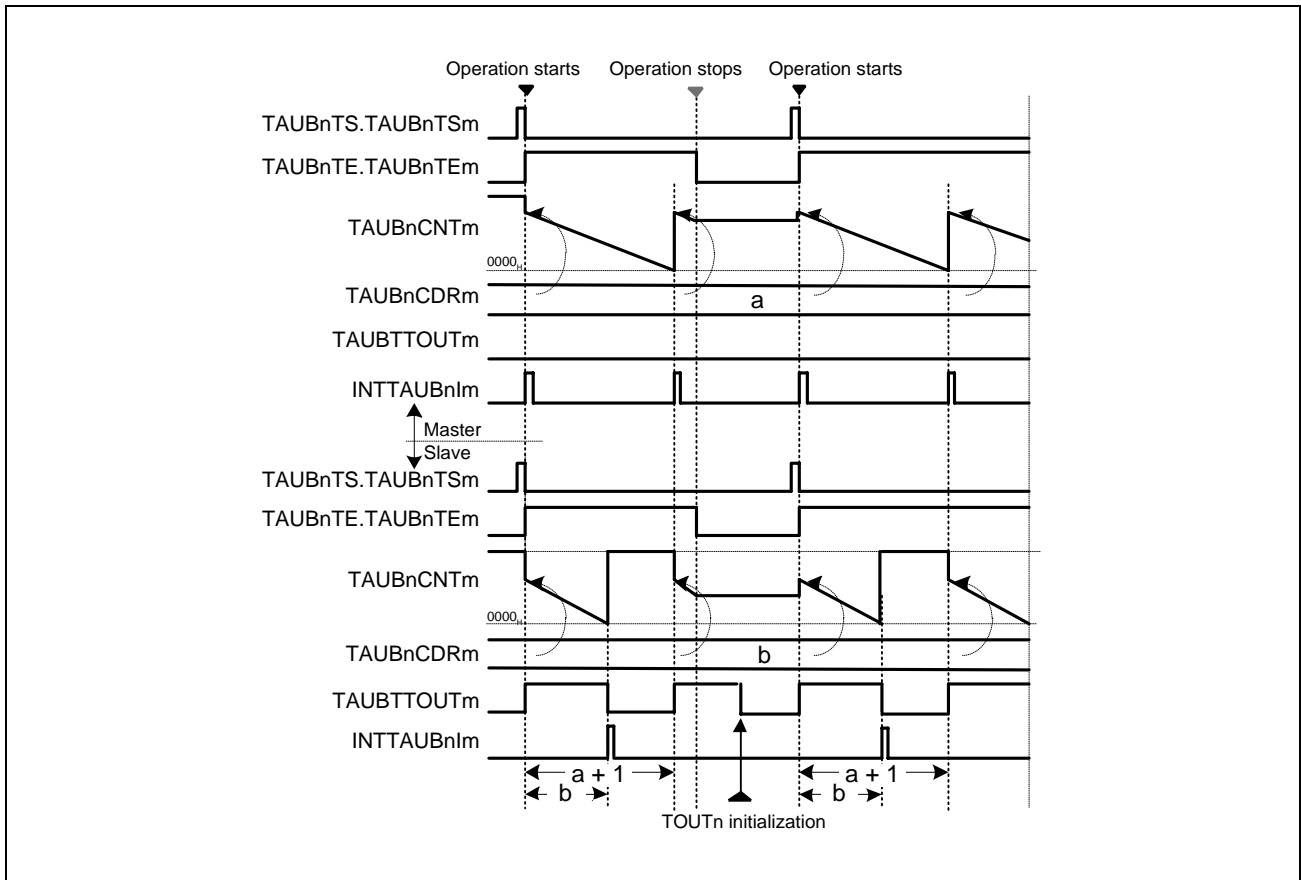 Operation starts Operation stops Operation starts
TAUBnTS.TAUBnTSm
TAUBnTE.TAUBnTEm
TAUBnCNTm
0000H
TAUBnCDRm
a
TAUBTTOUTm
INTTAUBnIm
Master
Slave
TAUBnTS.TAUBnTSm
TAUBnTE.TAUBnTEm
TAUBnCNTm
0000H
TAUBnCDRm
b
TAUBTTOUTm
INTTAUBnIm
a + 1 a + 1
b b
TOUTn initialization